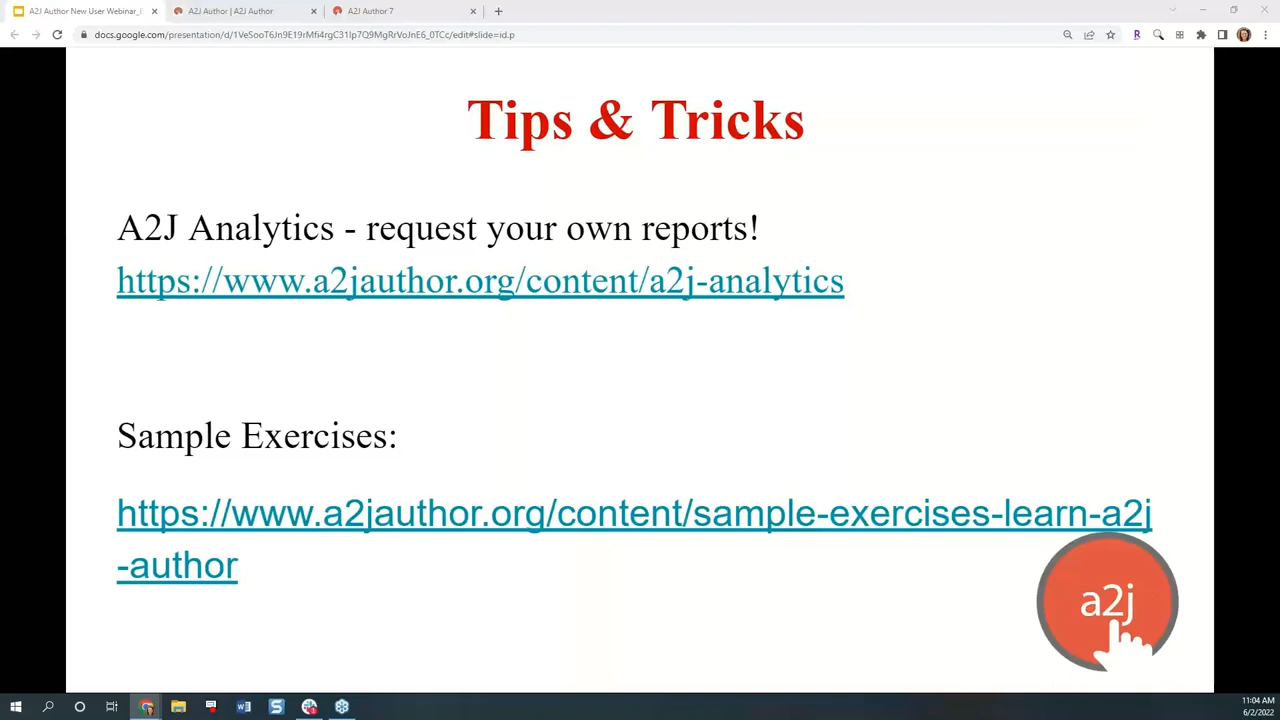 A2J Author New User Webinar_
A2J Author | A2J Author
A2J Author 7
docs.google.com/presentation/d/1VeSooT6Jn9E19rMfi4rgC31lp7Q9MgRrVoJnE6_0TCc/edit#slide=id.p
Tips & Tricks
A2J Analytics - request your own reports!
https://www.a2jauthor.org/content/a2j-analytics
Sample Exercises:
https://www.a2jauthor.org/content/sample-exercises-learn-a2j
-author
a2j
11:04 AM
6/2/2022